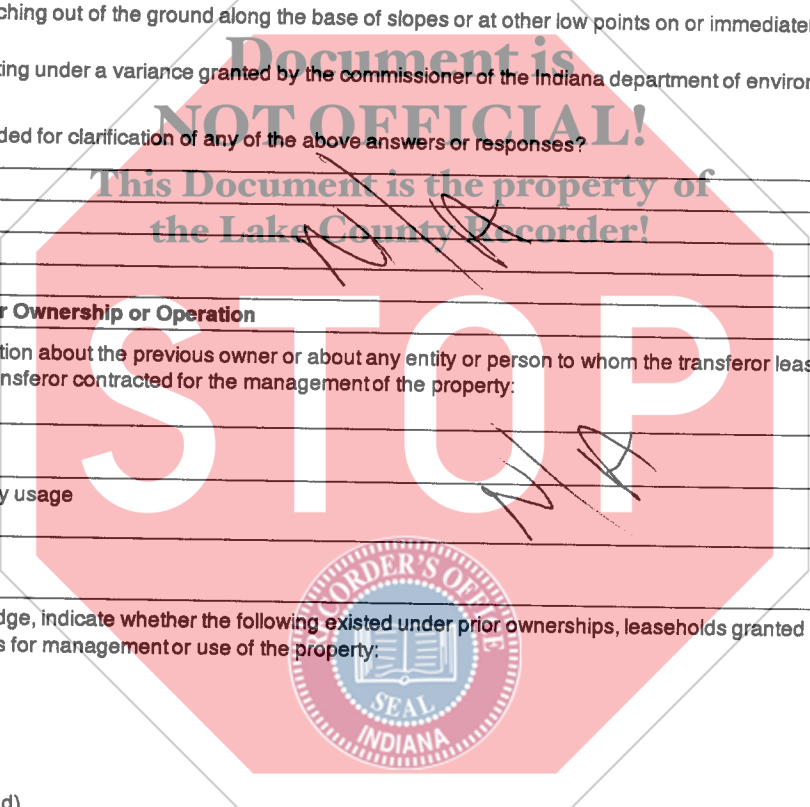 ching out of the ground along the base of slopes or at other low points on or immediate
Document is
ting under a variance granted by the commissioner of the Indiana department of enviro
NOT OFFICIAL!
ded for clarification of any of the above answers or responses?
This Document is the property of
N/A
the Lake County Recorder!
r Ownership or Operation
STOP
tion about the previous owner or about any entity or person to whom the transferor leas
nsferor contracted for the management of the property:
N/A
y usage
RECORDER'S OFFICE
dge, indicate whether the following existed under prior ownerships, leaseholds granted
s for management or use of the property:
SEAL
INDIANA
d)